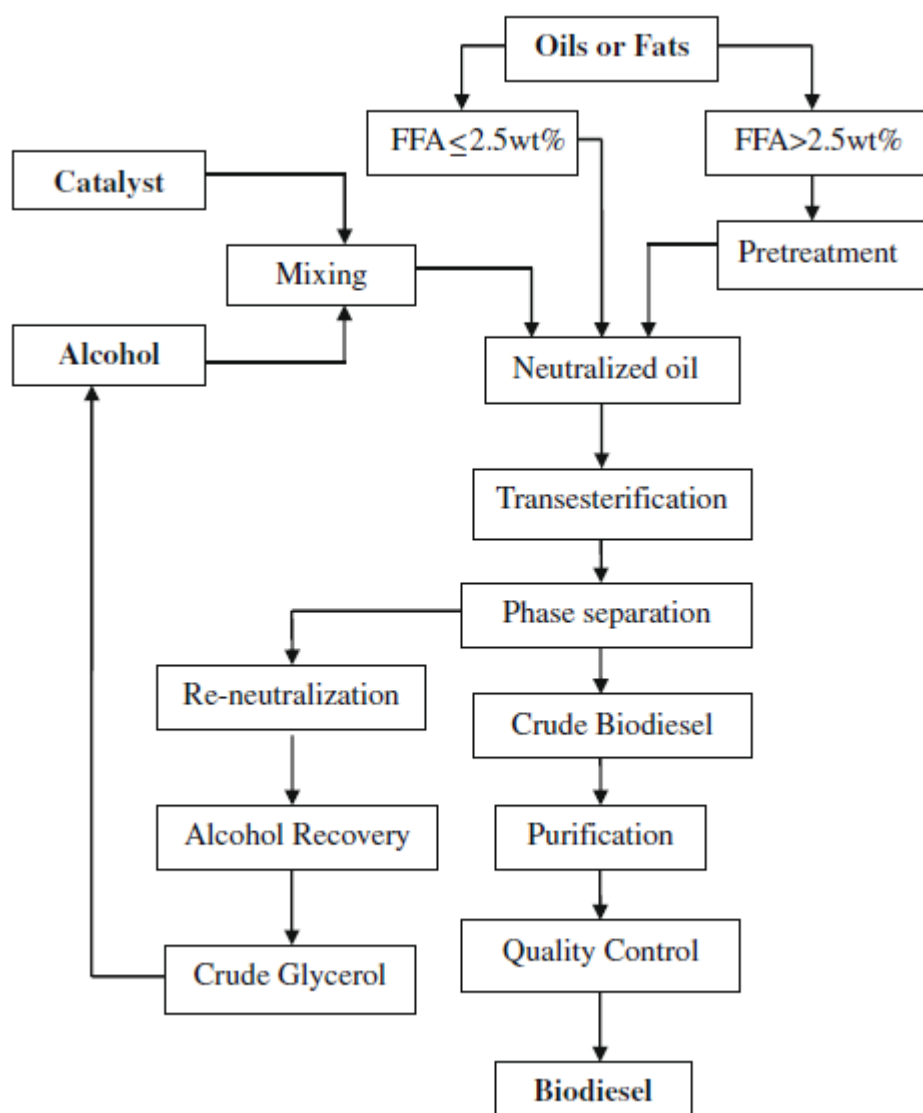 Oils or Fats
FFA≤2.5wt%
FFA>2.5wt%
Catalyst
Pretreatment
Mixing
Alcohol
Neutralized oil
Transesterification
Phase separation
Re-neutralization
Crude Biodiesel
Alcohol Recovery
Purification
Quality Control
Crude Glycerol
Biodiesel